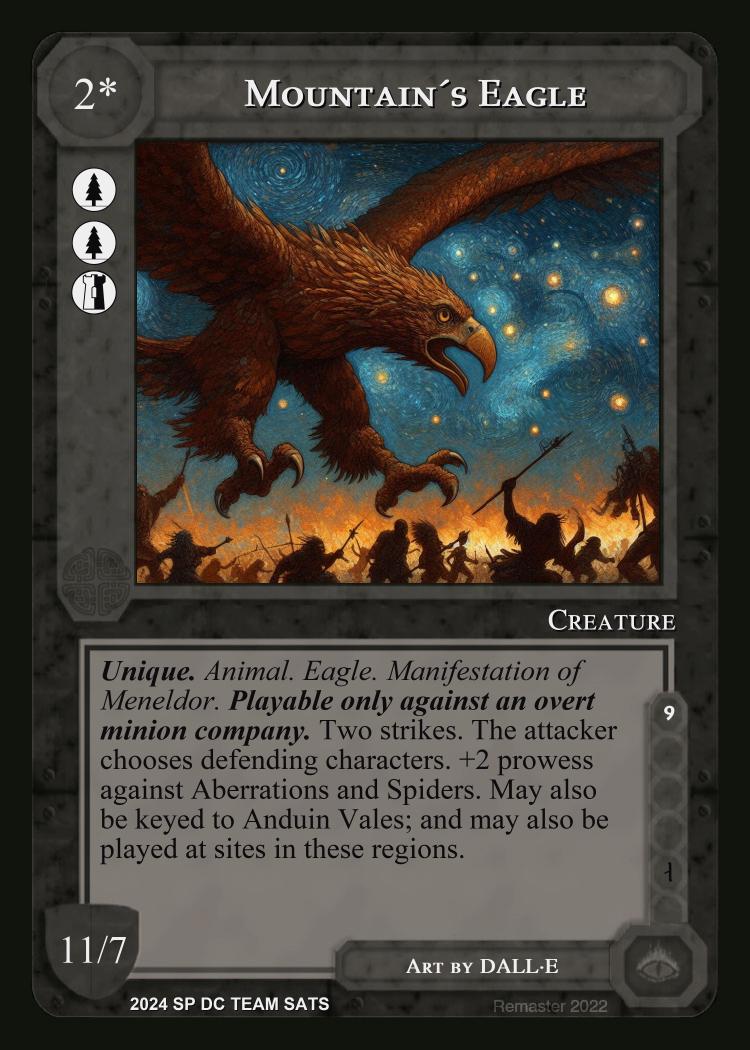 2*
MOUNTAIN´S EAGLE
CREATURE
Unique. Animal. Eagle. Manifestation of
Meneldor. Playable only against an overt
minion company. Two strikes. The attacker
chooses defending characters. +2 prowess
against Aberrations and Spiders. May also
be keyed to Anduin Vales; and may also be
played at sites in these regions.
9
11/7
ART BY DALL·E
2024 SP DC TEAM SATS
Remaster 2022